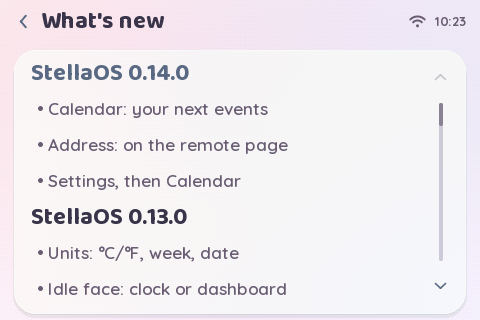 What's new
10:23
StellaOS 0.14.0
• Calendar: your next events
• Address: on the remote page
• Settings, then Calendar
StellaOS 0.13.0
• Units: °C/°F, week, date
• Idle face: clock or dashboard